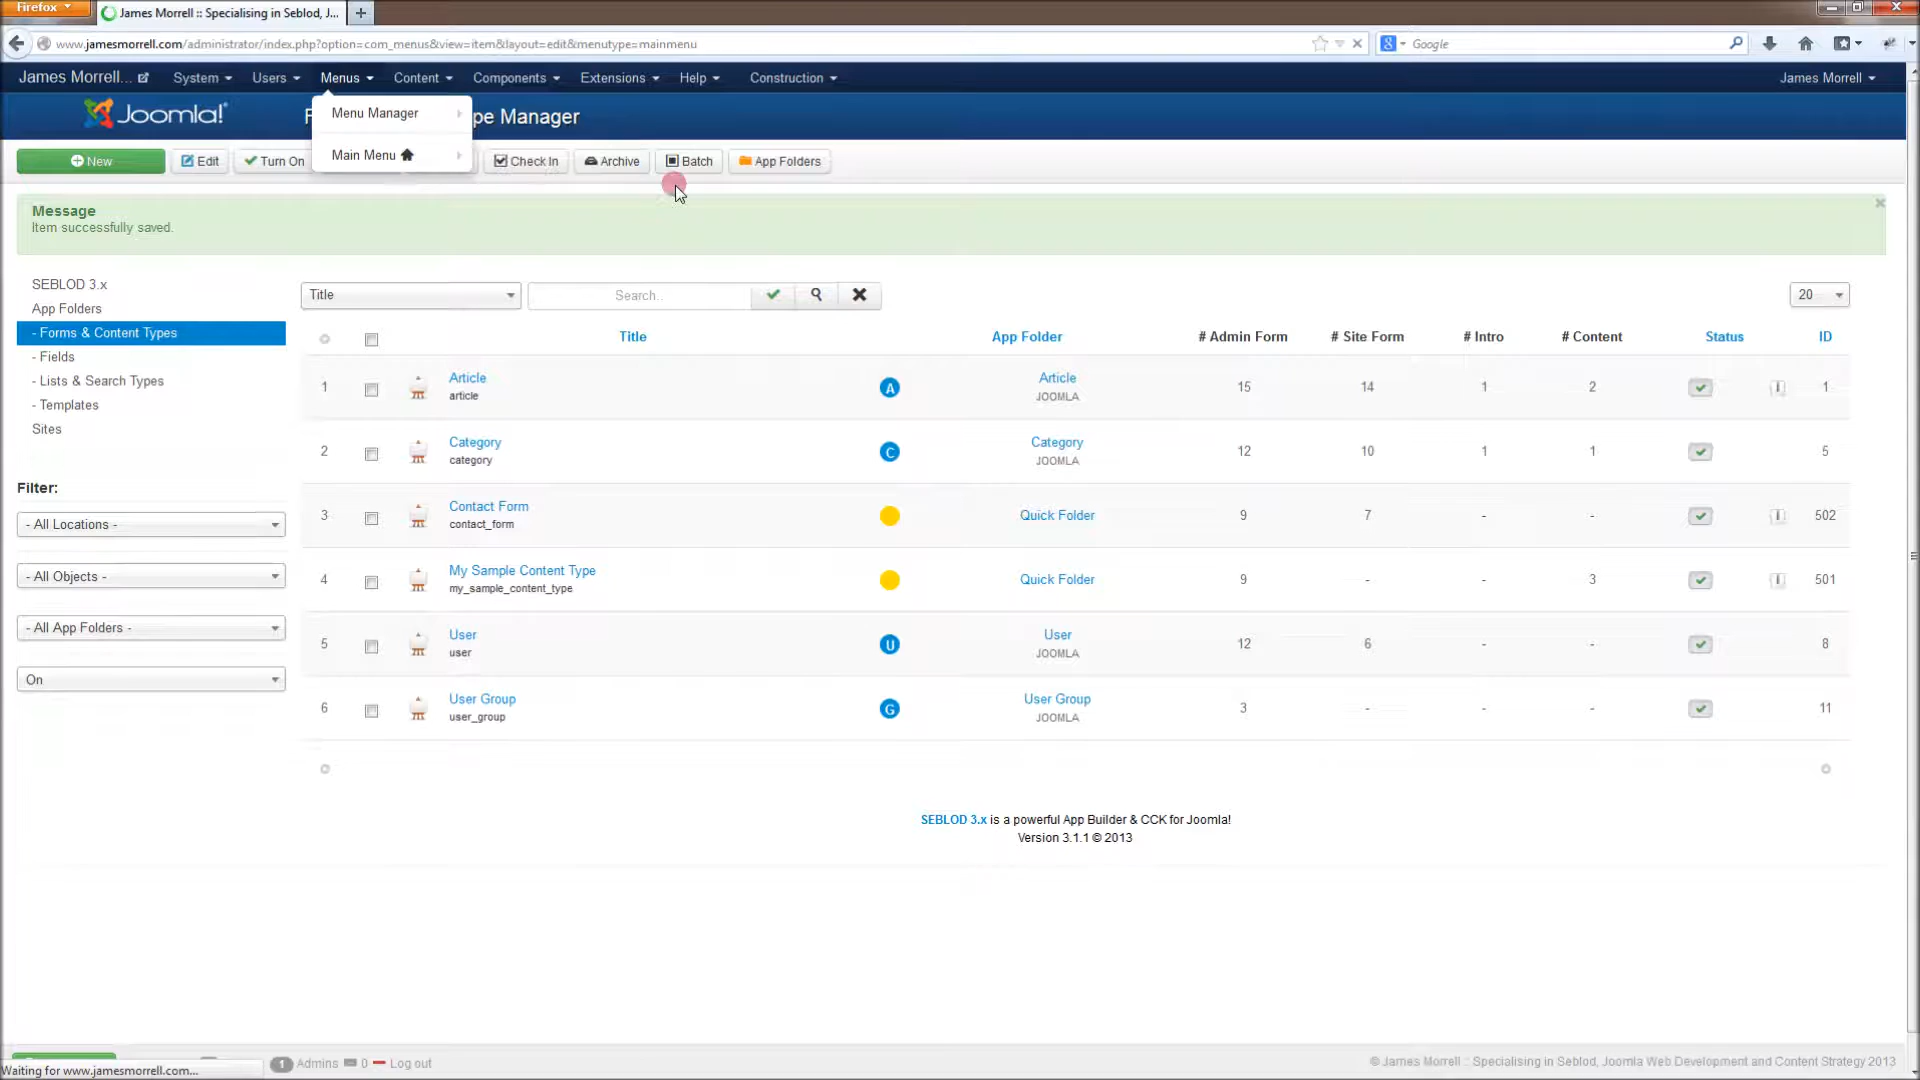 Firefox
James Morrell :: Specialising in Seblod, J...
www.jamesmorrell.com/administrator/index.php?option=com_menus&view=item&layout=edit&menutype=mainmenu
Google
James Morrell...
System
Users
Menus
Content
Components
Extensions
Help
Construction
James Morrell
Joomla!
Menu Manager
Main Menu
F
pe Manager
New
Edit
Turn On
Check In
Archive
Batch
App Folders
Message
Item successfully saved.
SEBLOD 3.x
App Folders
- Forms & Content Types
- Fields
- Lists & Search Types
- Templates
Sites
Filter:
- All Locations -
- All Objects -
- All App Folders -
On
Title
Search..
20
Title App Folder # Admin Form # Site Form # Intro # Content Status ID
1 Article A Article 15 14 1 2 1
article JOOMLA
2 Category C Category 12 10 1 1 5
category JOOMLA
3 Contact Form Quick Folder 9 7 - - 502
contact_form
4 My Sample Content Type Quick Folder 9 - - 3 501
my_sample_content_type
5 User U User 12 6 - - 8
user JOOMLA
6 User Group G User Group 3 - - - 11
user_group JOOMLA
SEBLOD 3.x is a powerful App Builder & CCK for Joomla!
Version 3.1.1 © 2013
1 Admins 0 Log out
© James Morrell :: Specialising in Seblod, Joomla Web Development and Content Strategy 2013
Waiting for www.jamesmorrell.com...